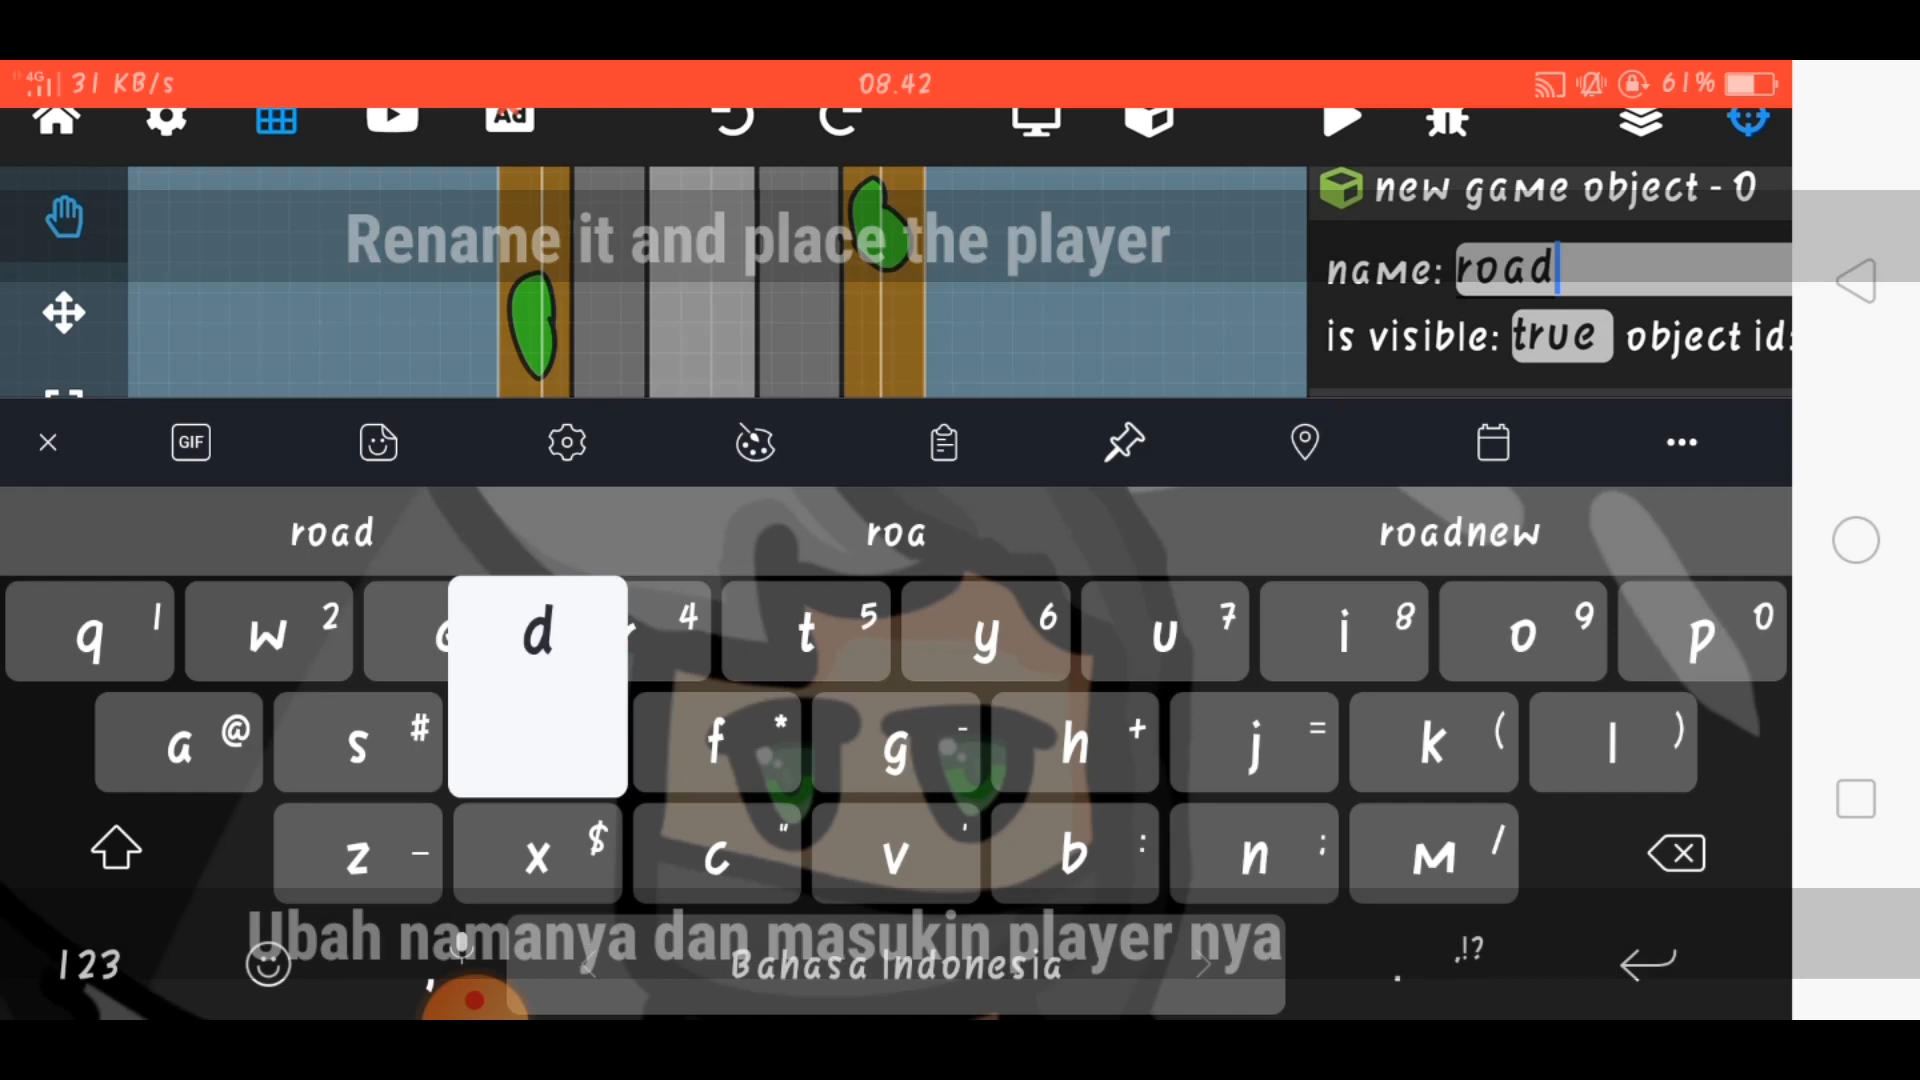 4G 31 KB/s 08.42 61%
Ad
new game object - 0
Rename it and place the player
name: road
is visible: true object id:
GIF
road roa roadnew
q 1 w 2 d 4 t 5 y 6 u 7 i 8 o 9 p 0
a @ s # f * g - h + j = k ( l )
z _ x $ c " v ' b : n ; m /
Ubah namanya dan masukin player nya
123 , Bahasa Indonesia . ,!?